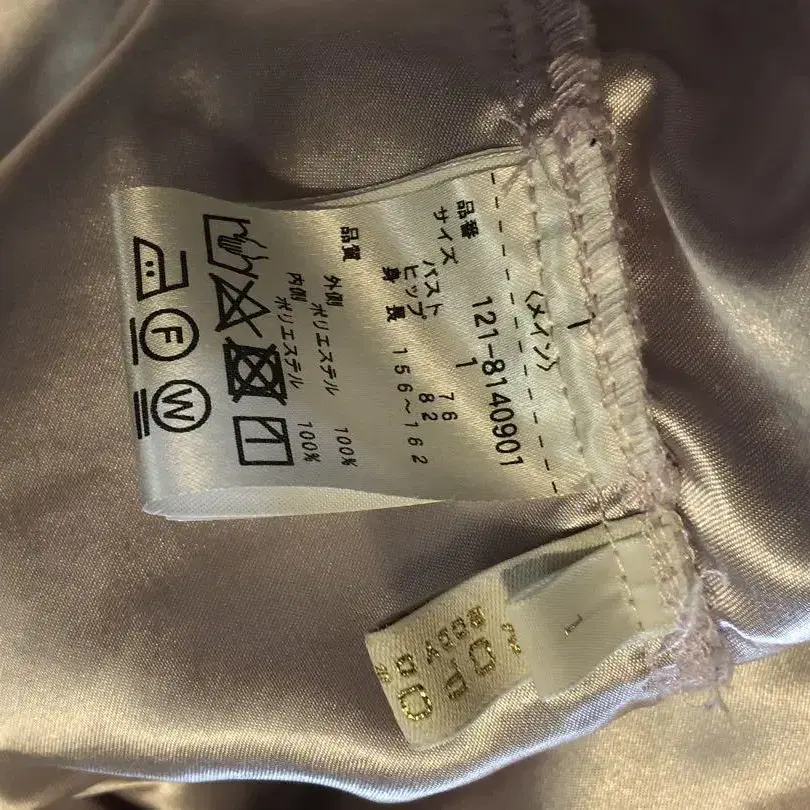 〈メイン〉
品番 121-8140901
サイズ 1
バスト 76
ヒップ 82
身長 156～162
品質
外側 ポリエステル 100%
内側 ポリエステル 100%
F W
1